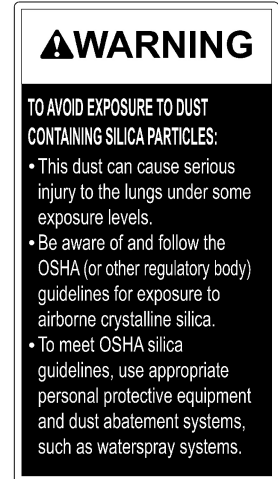 ⚠WARNING
TO AVOID EXPOSURE TO DUST
CONTAINING SILICA PARTICLES:
• This dust can cause serious
injury to the lungs under some
exposure levels.
• Be aware of and follow the
OSHA (or other regulatory body)
guidelines for exposure to
airborne crystalline silica.
• To meet OSHA silica
guidelines, use appropriate
personal protective equipment
and dust abatement systems,
such as waterspray systems.